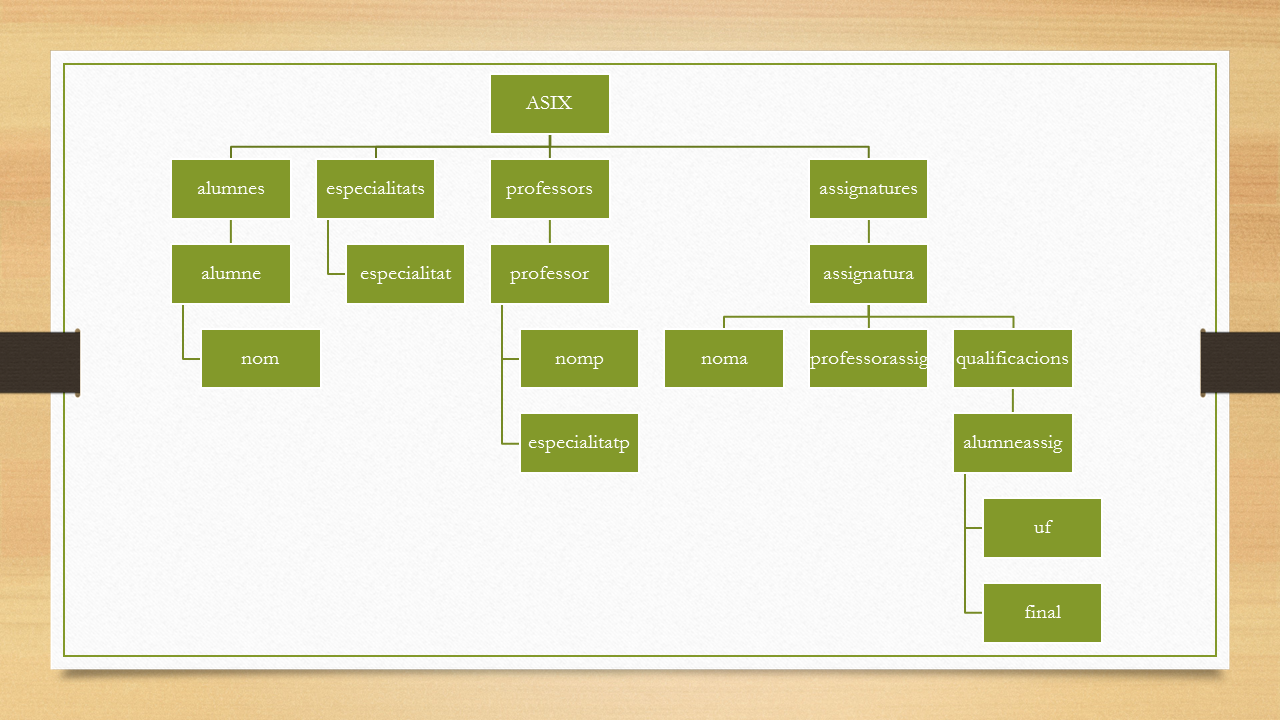 ASIX
alumnes
especialitats
professors
assignatures
alumne
especialitat
professor
assignatura
nom
nomp
noma
professorassig
qualificacions
especialitatp
alumneassig
uf
final